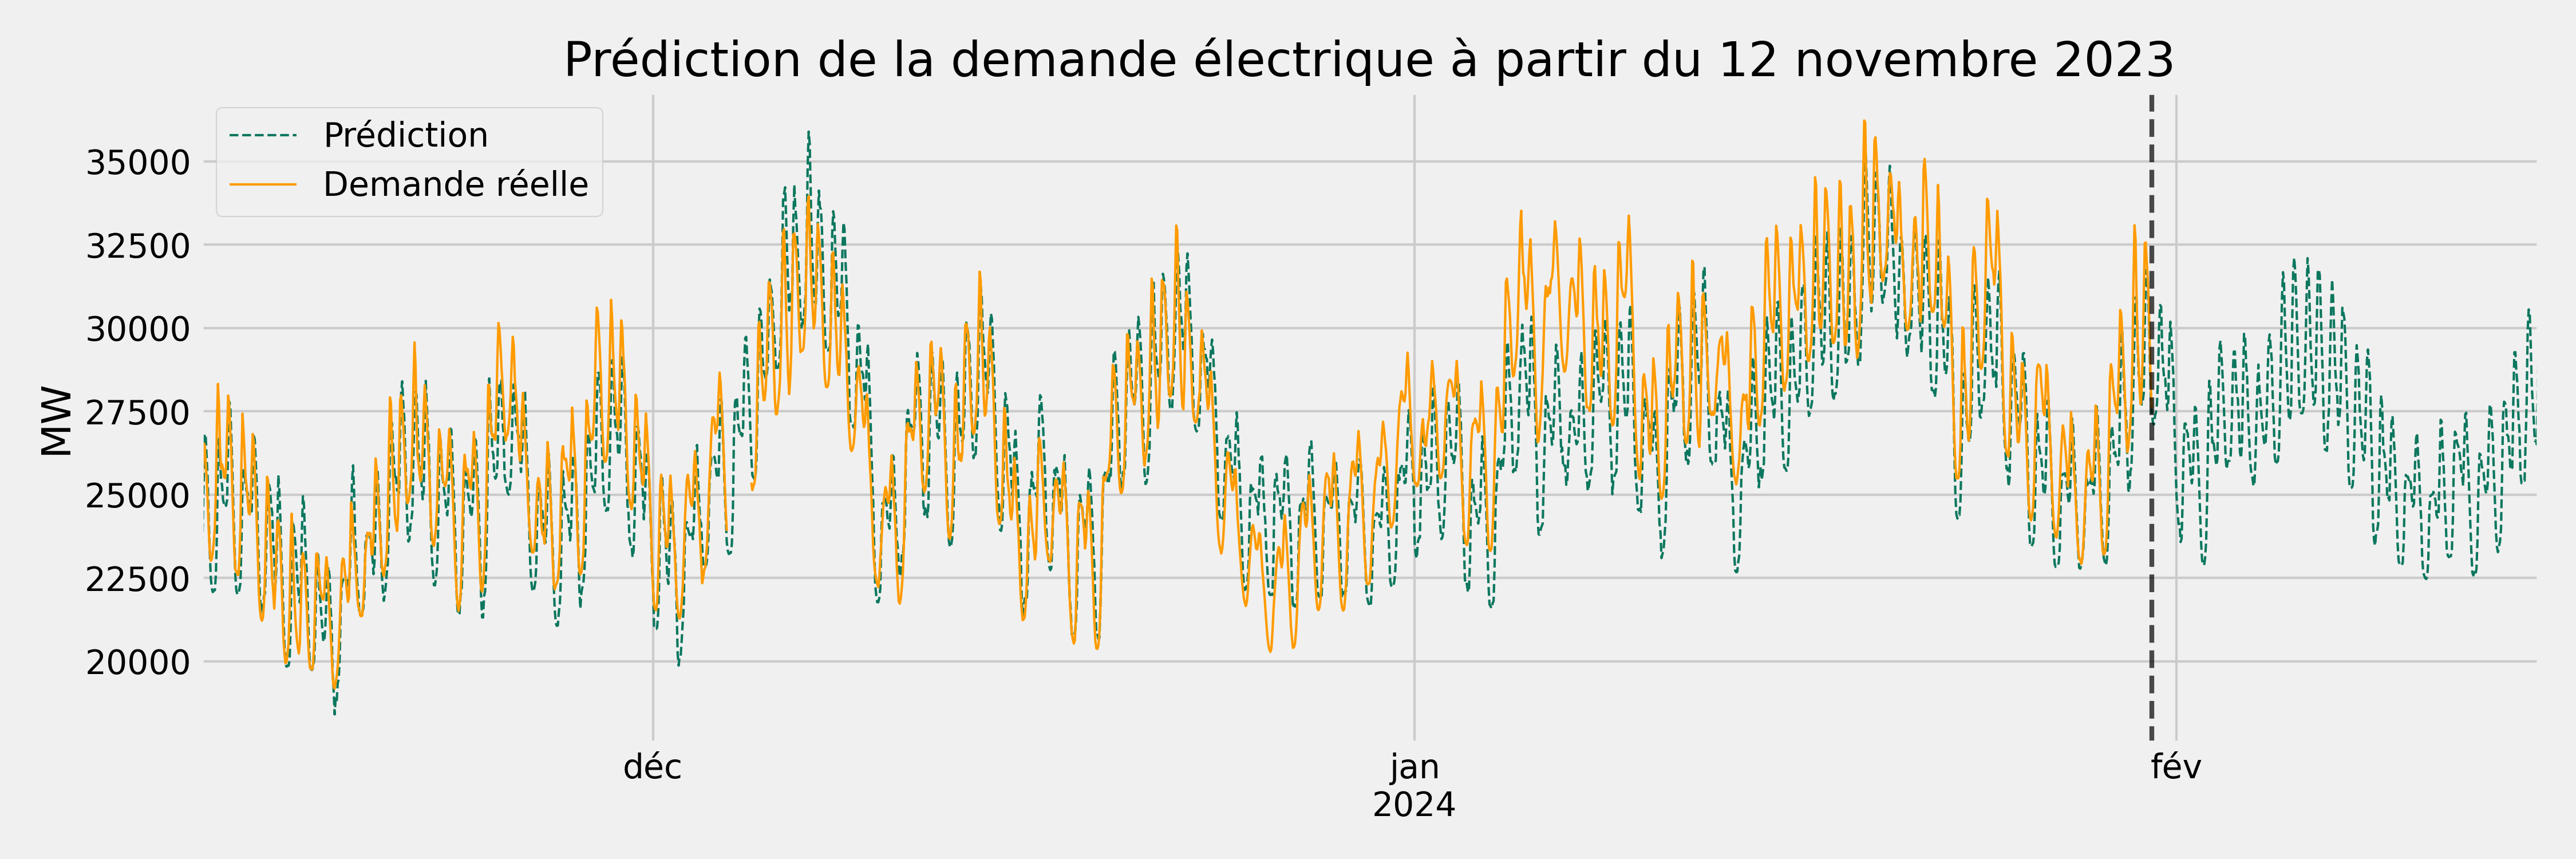 Prédiction de la demande électrique à partir du 12 novembre 2023
Prédiction
Demande réelle
MW
35000
32500
30000
27500
25000
22500
20000
déc
jan
2024
fév